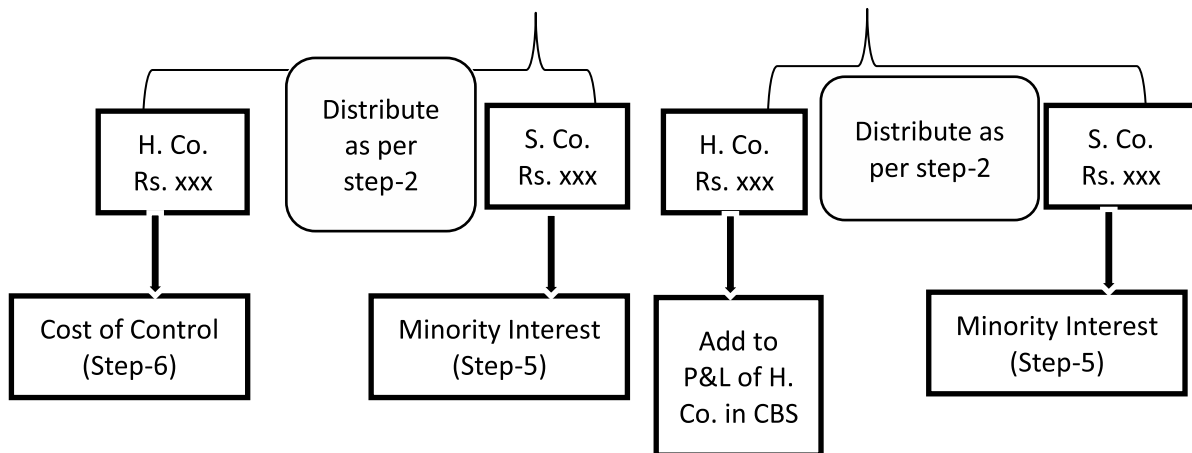 H. Co.
Rs. xxx
Distribute
as per
step-2
S. Co.
Rs. xxx
H. Co.
Rs. xxx
Distribute as
per step-2
S. Co.
Rs. xxx
Cost of Control
(Step-6)
Minority Interest
(Step-5)
Add to
P&L of H.
Co. in CBS
Minority Interest
(Step-5)